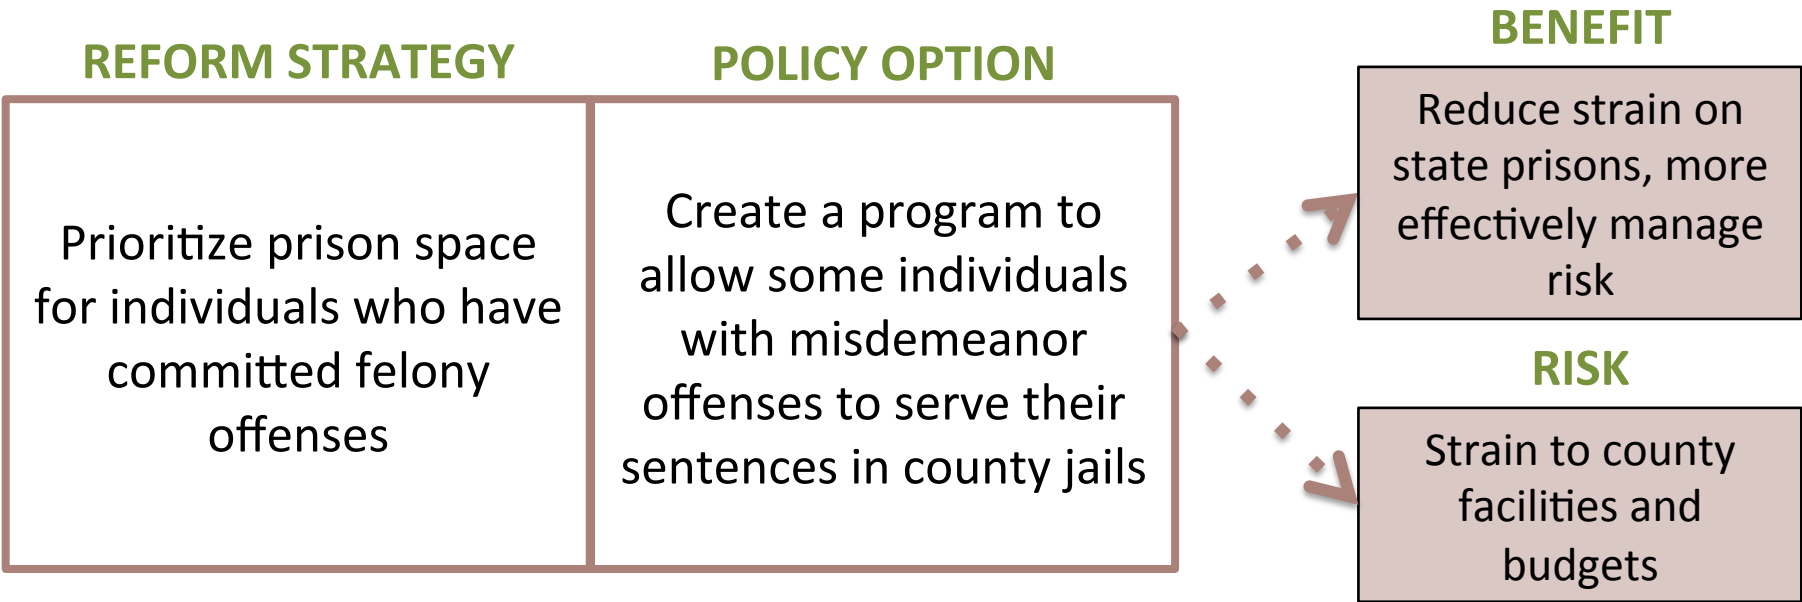 REFORM STRATEGY
Prioritize prison space
for individuals who have
committed felony
offenses
POLICY OPTION
Create a program to
allow some individuals
with misdemeanor
offenses to serve their
sentences in county jails
BENEFIT
Reduce strain on
state prisons, more
effectively manage
risk
RISK
Strain to county
facilities and
budgets